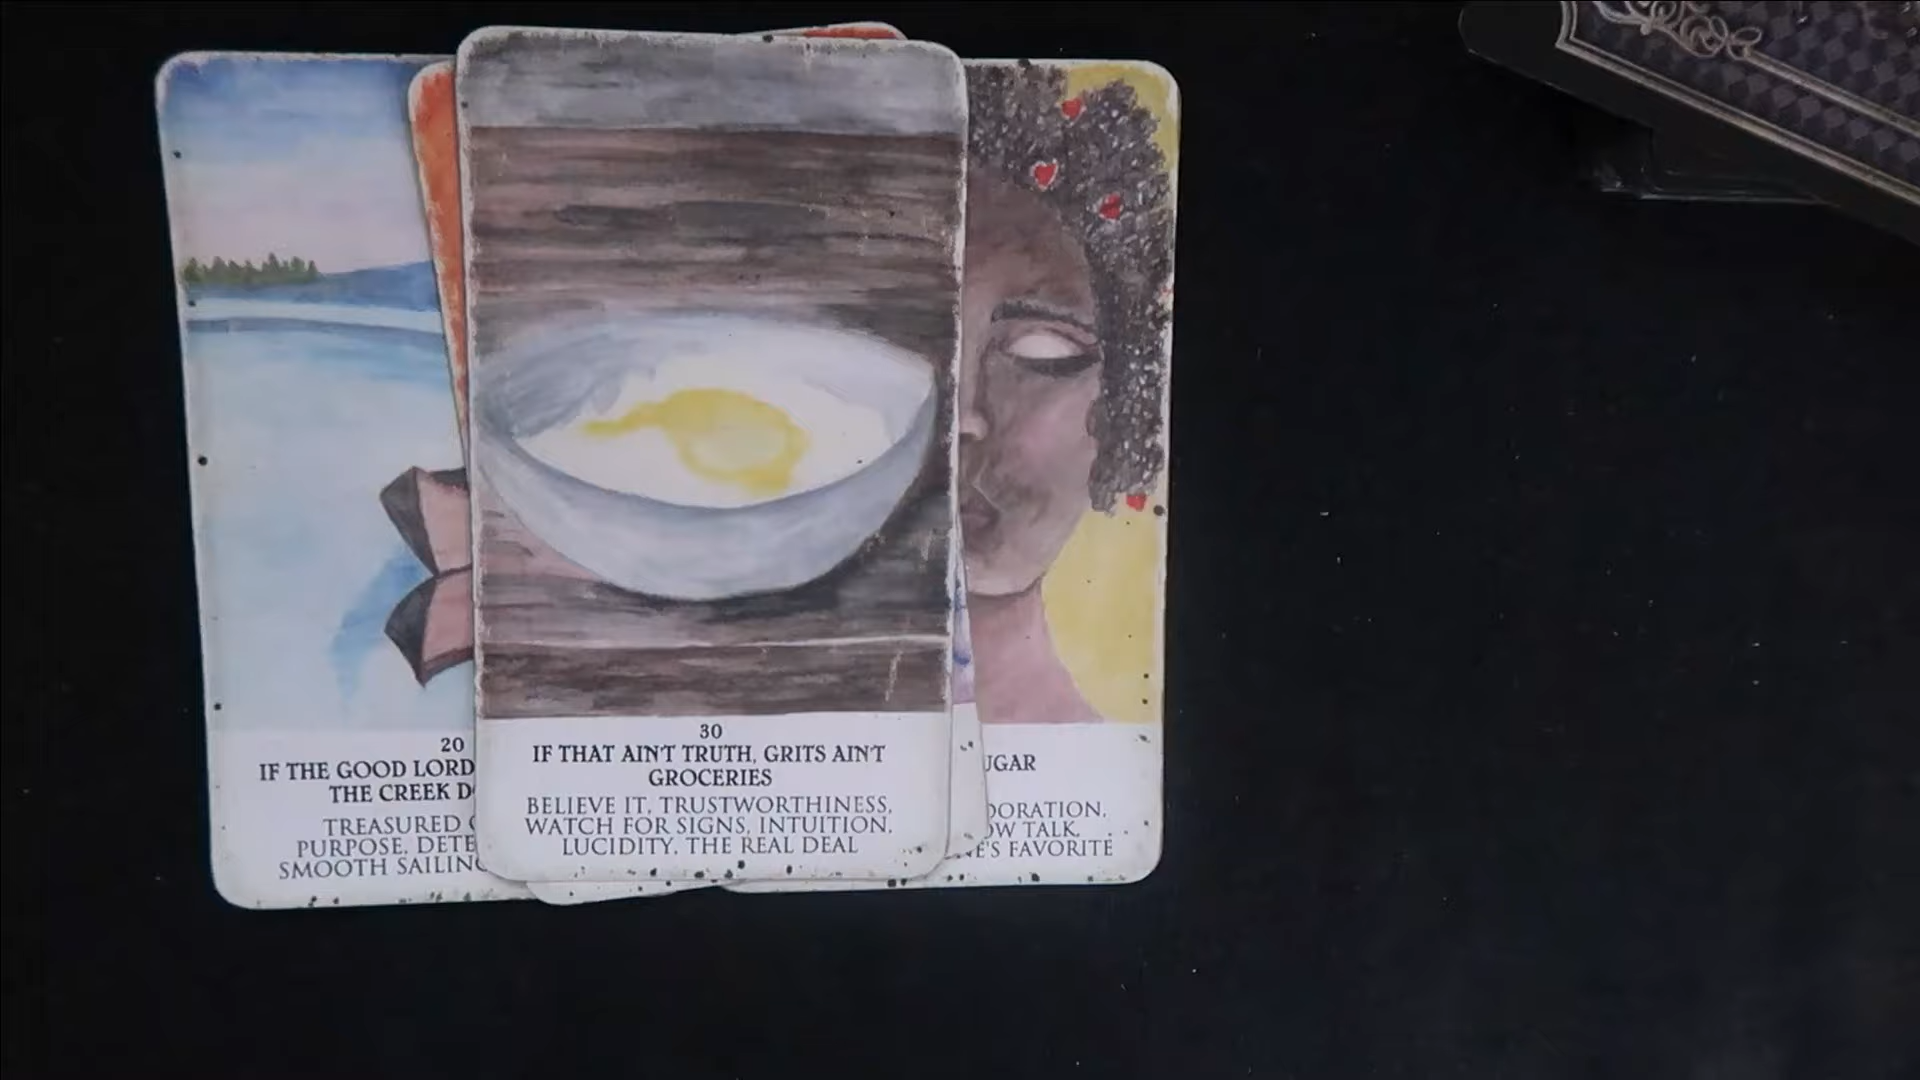 20
IF THE GOOD LORD
THE CREEK
TREASURED
PURPOSE,
SMOOTH SAILING
30
IF THAT AIN'T TRUTH, GRITS AIN'T
GROCERIES
BELIEVE IT, TRUSTWORTHINESS,
WATCH FOR SIGNS, INTUITION,
LUCIDITY, THE REAL DEAL
UGAR
DORATION,
OW TALK,
NE'S FAVORITE